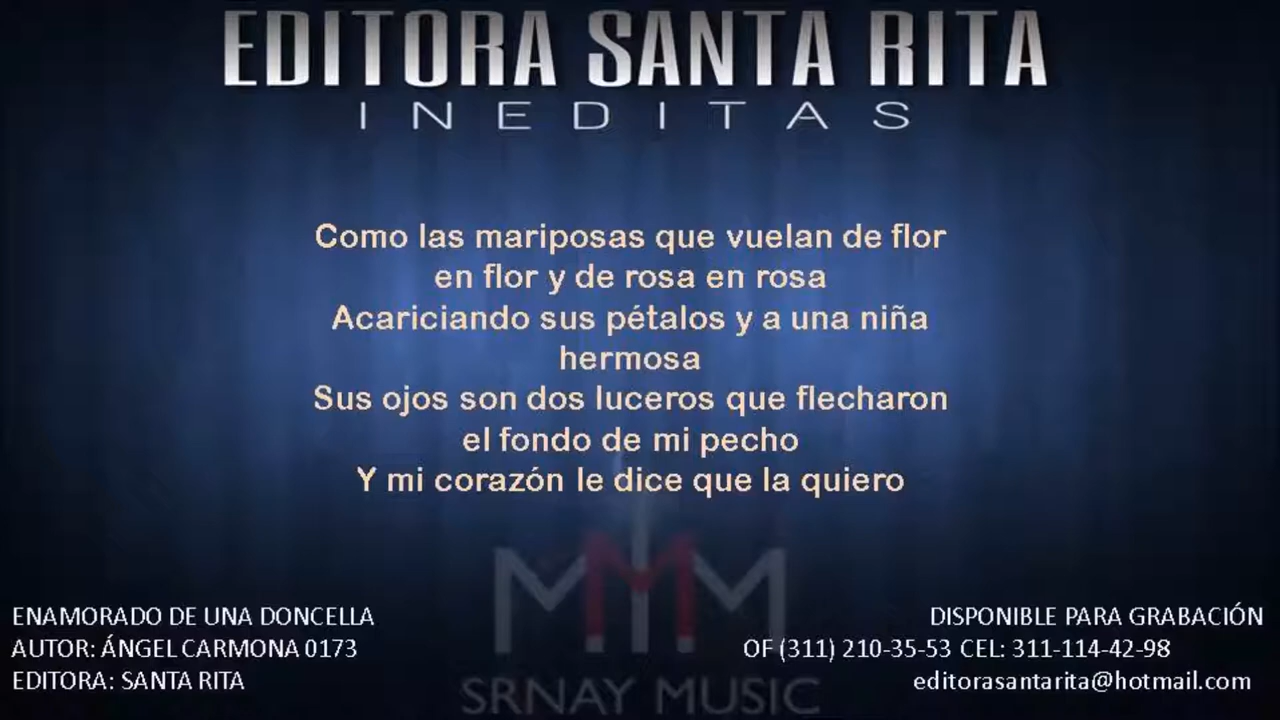 EDITORA SANTA RITA
INEDITAS
Como las mariposas que vuelan de flor
en flor y de rosa en rosa
Acariciando sus pétalos y a una niña
hermosa
Sus ojos son dos luceros que flecharon
el fondo de mi pecho
Y mi corazón le dice que la quiero
ENAMORADO DE UNA DONCELLA
AUTOR: ÁNGEL CARMONA 0173
EDITORA: SANTA RITA
DISPONIBLE PARA GRABACIÓN
OF (311) 210-35-53 CEL: 311-114-42-98
editorasantarita@hotmail.com
MMM
SRNAY MUSIC